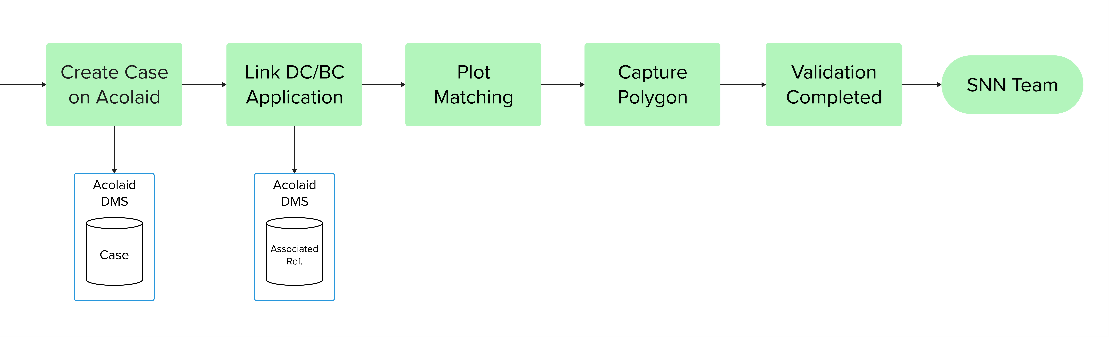 Create Case
on Acolaid
Link DC/BC
Application
Plot
Matching
Capture
Polygon
Validation
Completed
SNN Team
Acolaid
DMS
Case
Acolaid
DMS
Associated
Ref.